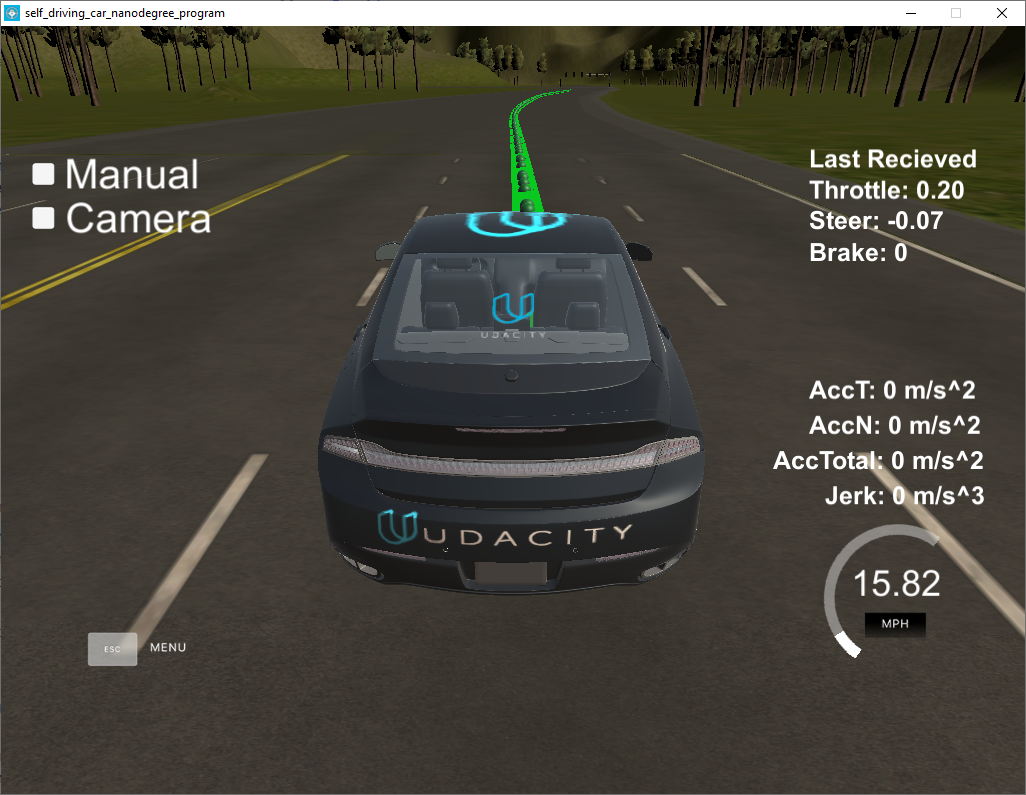 self_driving_car_nanodegree_program
Manual
Camera
Last Recieved
Throttle: 0.20
Steer: -0.07
Brake: 0
UDACITY
AccT: 0 m/s^2
AccN: 0 m/s^2
AccTotal: 0 m/s^2
Jerk: 0 m/s^3
UDACITY
15.82
MPH
ESC MENU